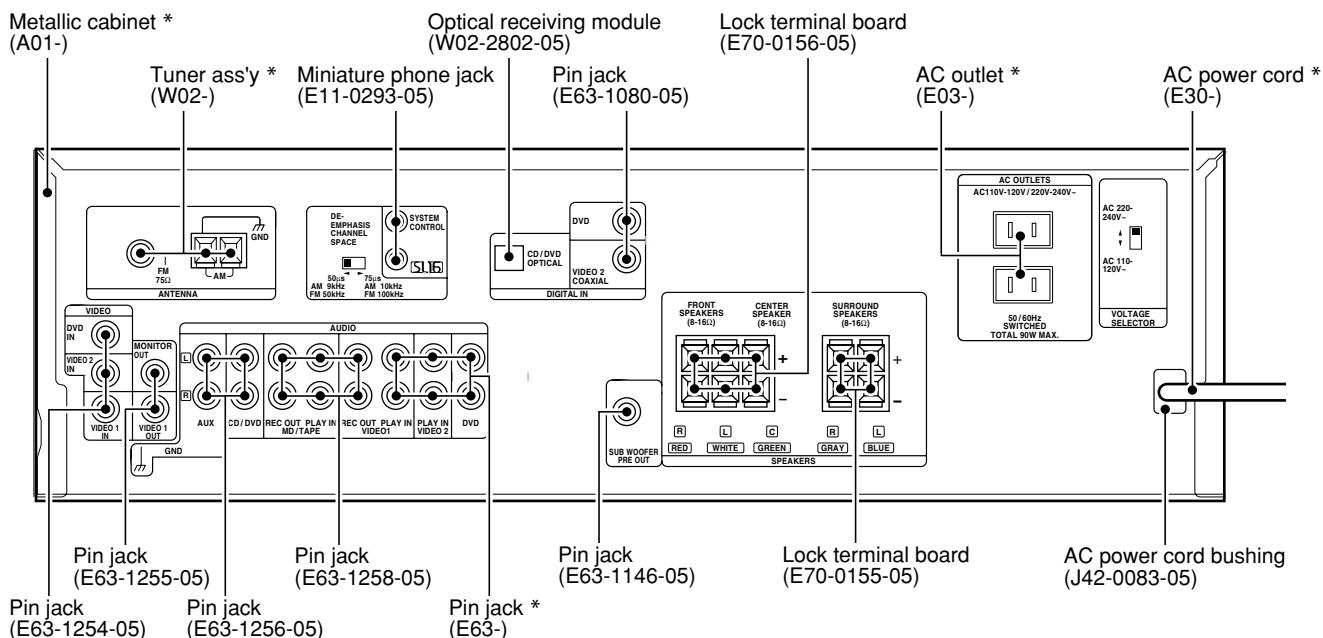 Metallic cabinet *
(A01-)
Tuner ass'y *
(W02-)
Miniature phone jack
(E11-0293-05)
Optical receiving module
(W02-2802-05)
Pin jack
(E63-1080-05)
Lock terminal board
(E70-0156-05)
AC outlet *
(E03-)
AC power cord *
(E30-)
GND
FM
75Ω
AM
ANTENNA
DE-
EMPHASIS
CHANNEL
SPACE
SYSTEM
CONTROL
SL16
50µs 75µs
AM 9kHz AM 10kHz
FM 50kHz FM 100kHz
DVD
CD/DVD
OPTICAL
VIDEO 2
COAXIAL
DIGITAL IN
AC OUTLETS
AC110V-120V/220V-240V~
50/60Hz
SWITCHED
TOTAL 90W MAX.
AC 220-
240V~
AC 110-
120V~
VOLTAGE
SELECTOR
VIDEO
DVD
IN
VIDEO 2
IN
VIDEO 1
IN
MONITOR
OUT
VIDEO 1
OUT
GND
AUDIO
L
R
AUX
CD/DVD
REC OUT PLAY IN
MD/TAPE
REC OUT PLAY IN
VIDEO1
PLAY IN
VIDEO 2
DVD
SUB WOOFER
PRE OUT
FRONT
SPEAKERS
(8-16Ω)
CENTER
SPEAKER
(8-16Ω)
SURROUND
SPEAKERS
(8-16Ω)
+
–
+
–
R L C R L
RED WHITE GREEN GRAY BLUE
SPEAKERS
Pin jack
(E63-1255-05)
Pin jack
(E63-1258-05)
Pin jack
(E63-1146-05)
Lock terminal board
(E70-0155-05)
AC power cord bushing
(J42-0083-05)
Pin jack
(E63-1254-05)
Pin jack
(E63-1256-05)
Pin jack *
(E63-)